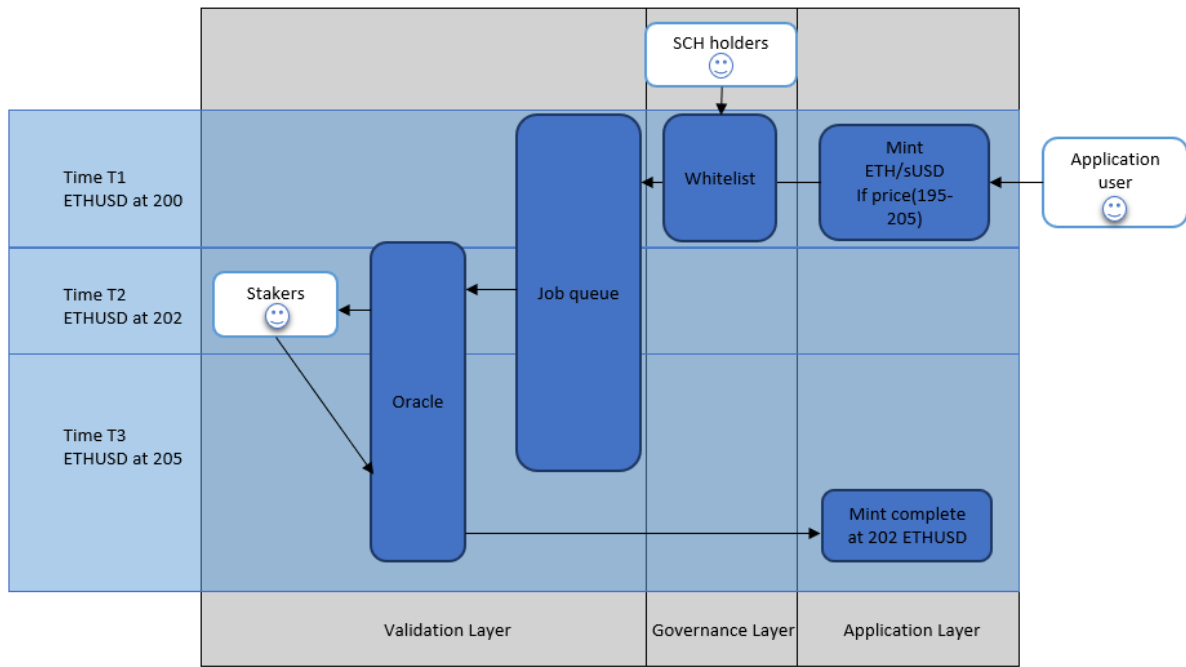 SCH holders
Time T1
ETHUSD at 200
Whitelist
Mint
ETH/sUSD
If price(195-
205)
Application
user
Time T2
ETHUSD at 202
Stakers
Job queue
Time T3
ETHUSD at 205
Oracle
Mint complete
at 202 ETHUSD
Validation Layer
Governance Layer
Application Layer